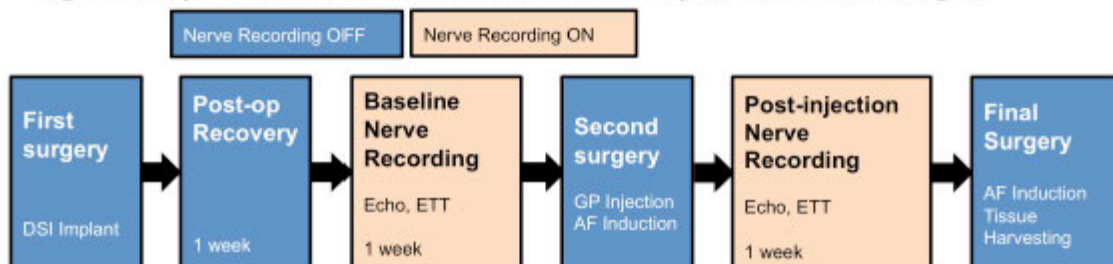 Nerve Recording OIFF
Nerve Recording ON
First
surgery
DSI Implant
Post-op
Recovery
1 week
Baseline
Nerve
Recording
Echo, ETT
1 week
Second
surgery
GP Injection
AF Induction
Post-injection
Nerve
Recording
Echo, ETT
1 week
Final
Surgery
AF Induction
Tissue
Harvesting